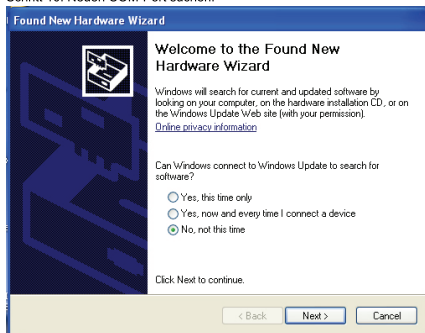 Found New Hardware Wizard
Welcome to the Found New
Hardware Wizard
Windows will search for current and updated software by
looking on your computer, on the hardware installation CD, or on
the Windows Update Web site (with your permission).
Online privacy information
Can Windows connect to Windows Update to search for
software?
Yes, this time only
Yes, now and every time I connect a device
No, not this time
Click Next to continue.
< Back
Next >
Cancel